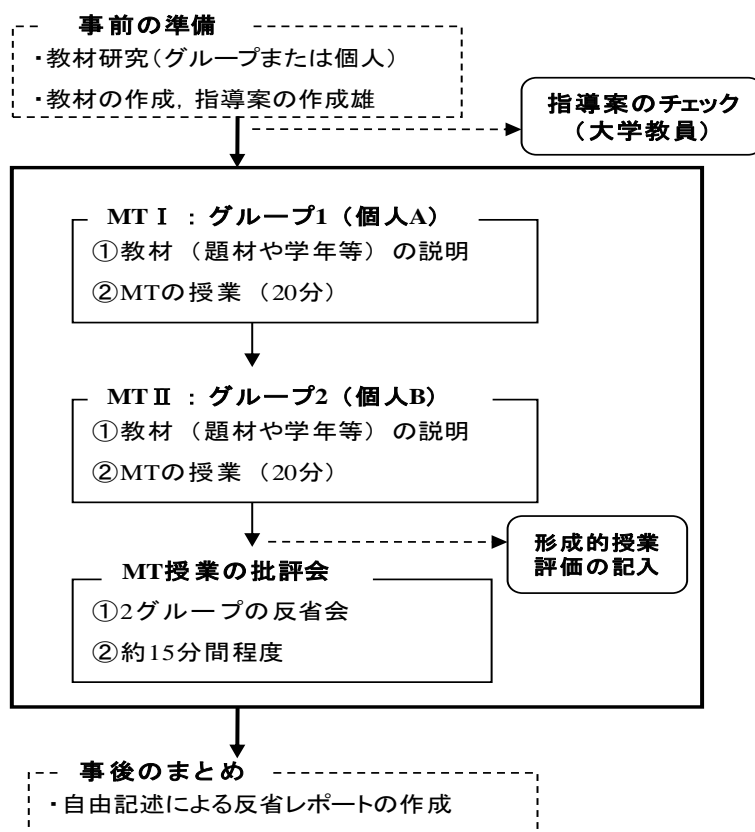 事前の準備
・教材研究(グループまたは個人)
・教材の作成,指導案の作成雄
指導案のチェック
(大学教員)
MTⅠ:グループ1(個人A)
①教材(題材や学年等)の説明
②MTの授業(20分)
MTⅡ:グループ2(個人B)
①教材(題材や学年等)の説明
②MTの授業(20分)
形成的授業
評価の記入
MT授業の批評会
①2グループの反省会
②約15分間程度
事後のまとめ
・自由記述による反省レポートの作成